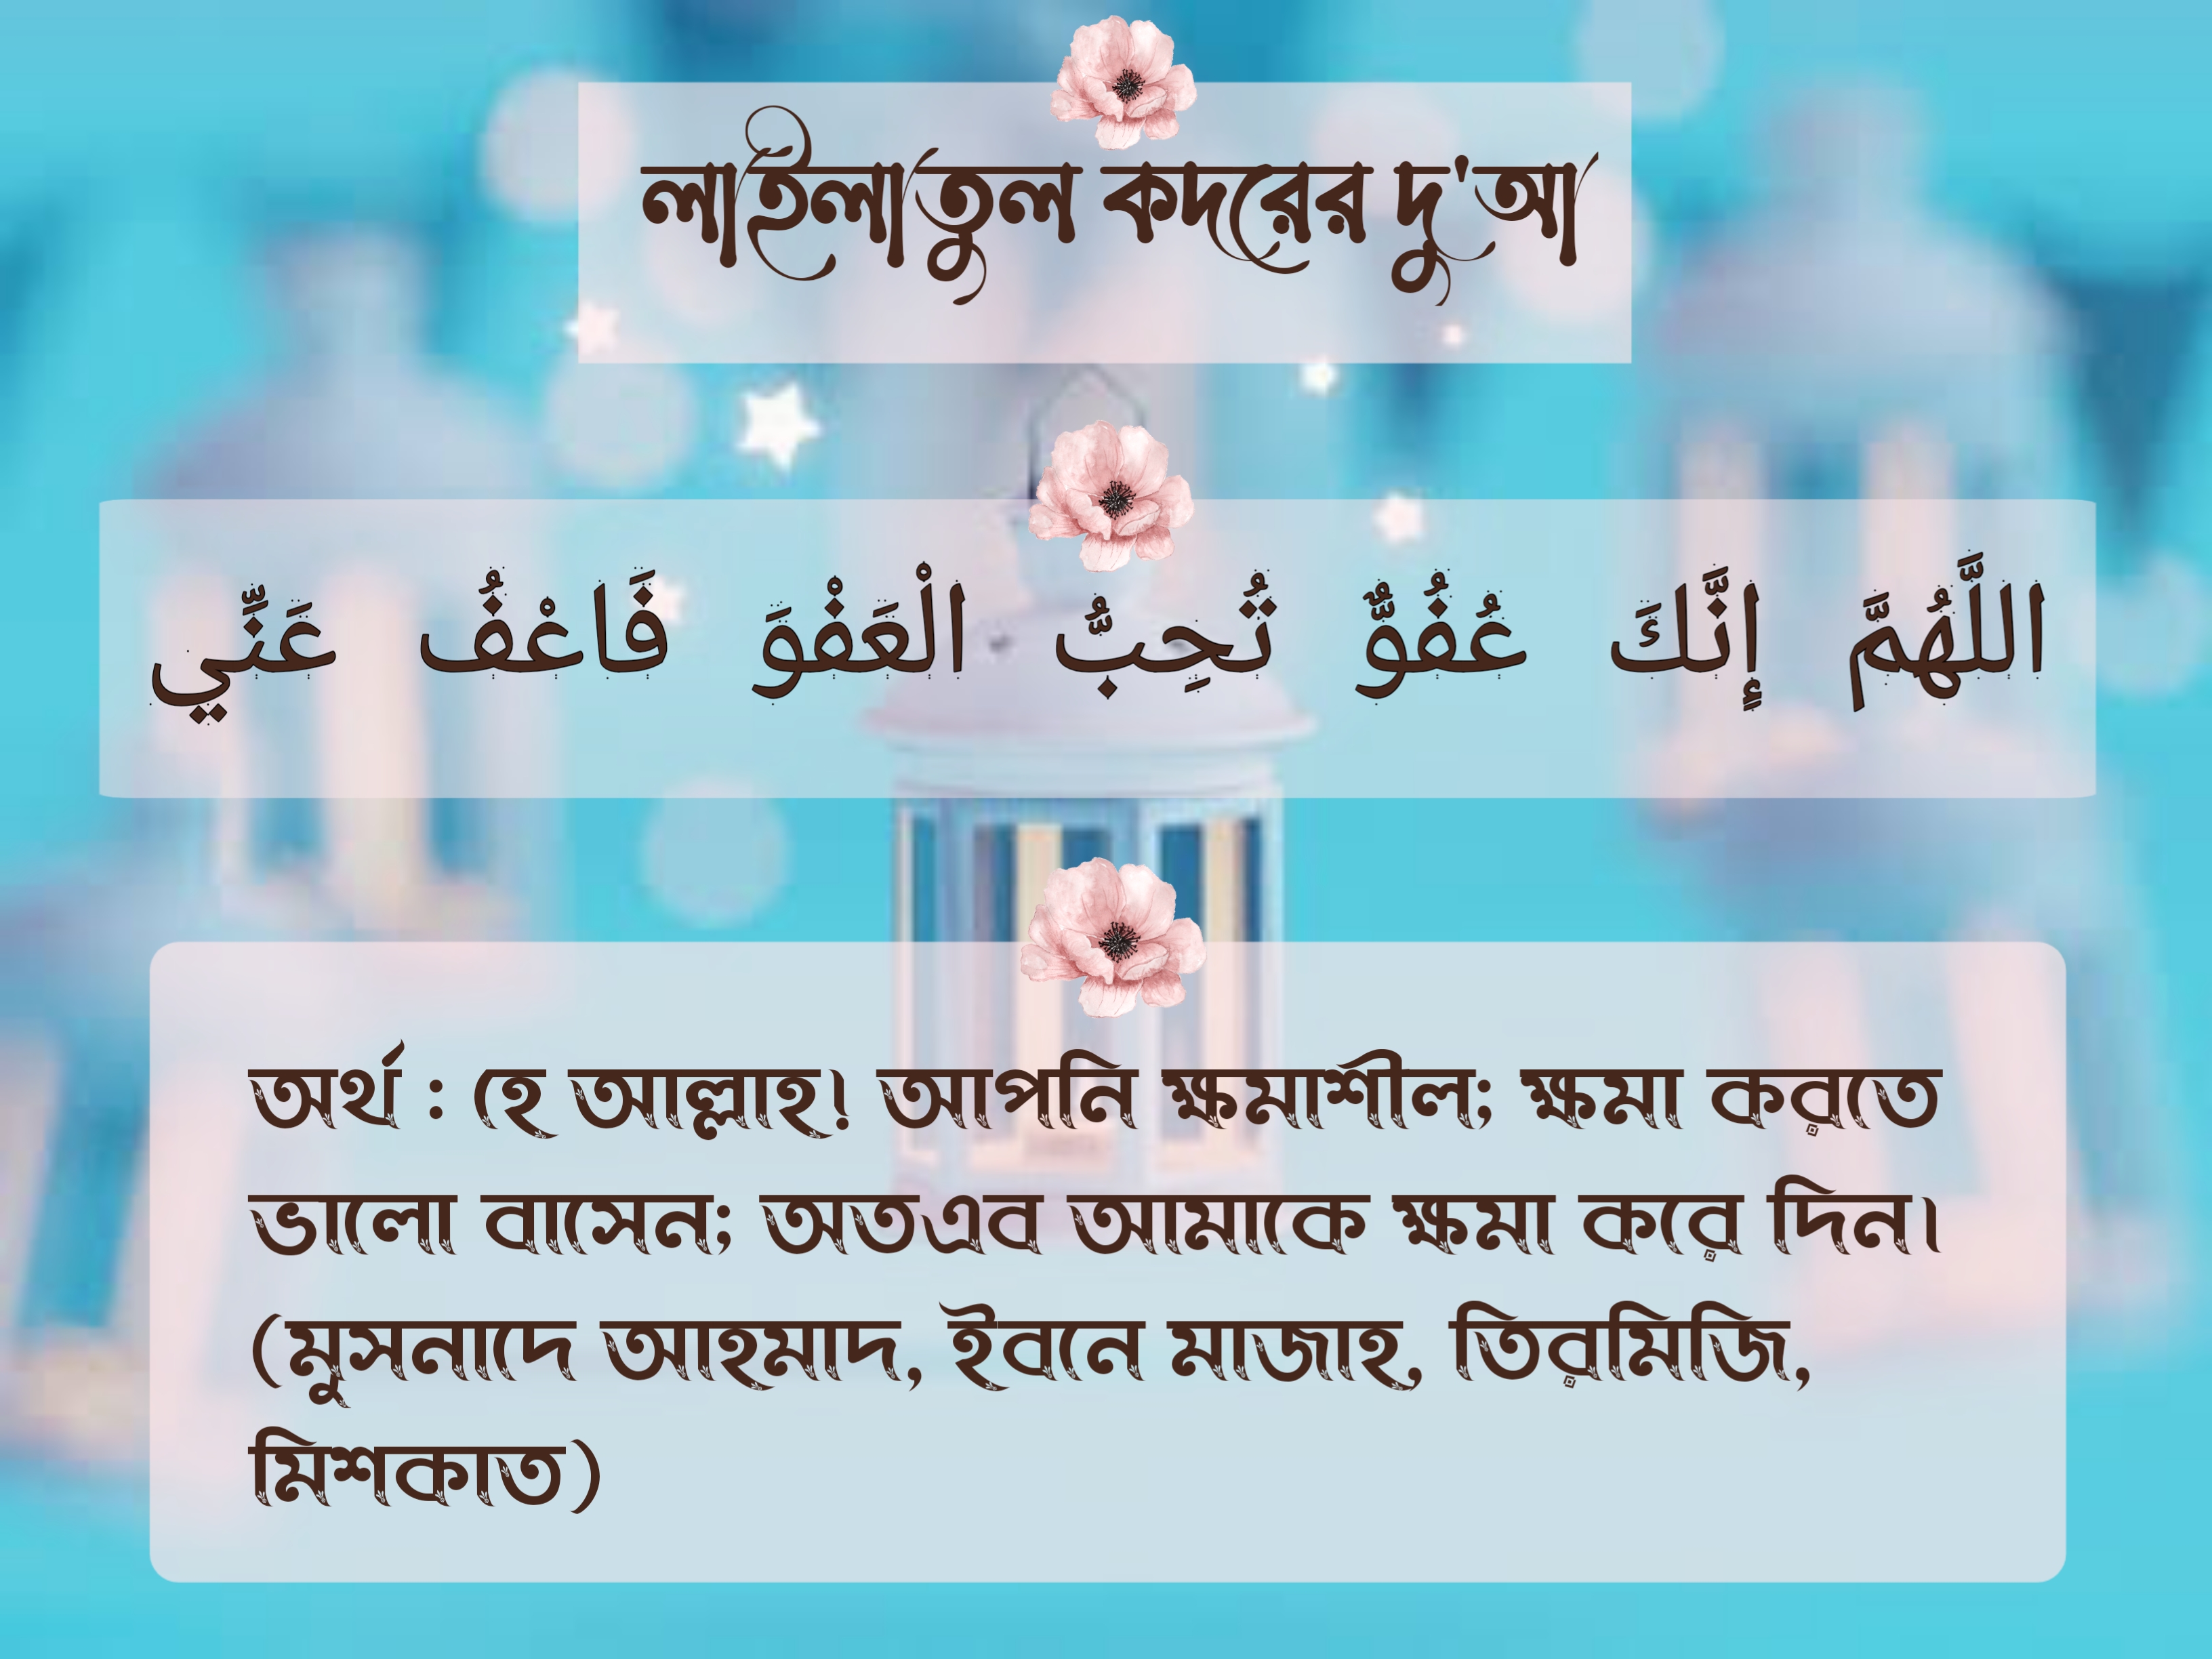 লাইলাতুল কদরের দু'আ
اللَّهُمَّ إِنَّكَ عُفُوٌّ تُحِبُّ الْعَفْوَ فَاعْفُ عَنِّي
অর্থ : হে আল্লাহ! আপনি ক্ষমাশীল; ক্ষমা করতে
ভালো বাসেন; অতএব আমাকে ক্ষমা করে দিন।
(মুসনাদে আহমাদ, ইবনে মাজাহ, তিরমিজি,
মিশকাত)